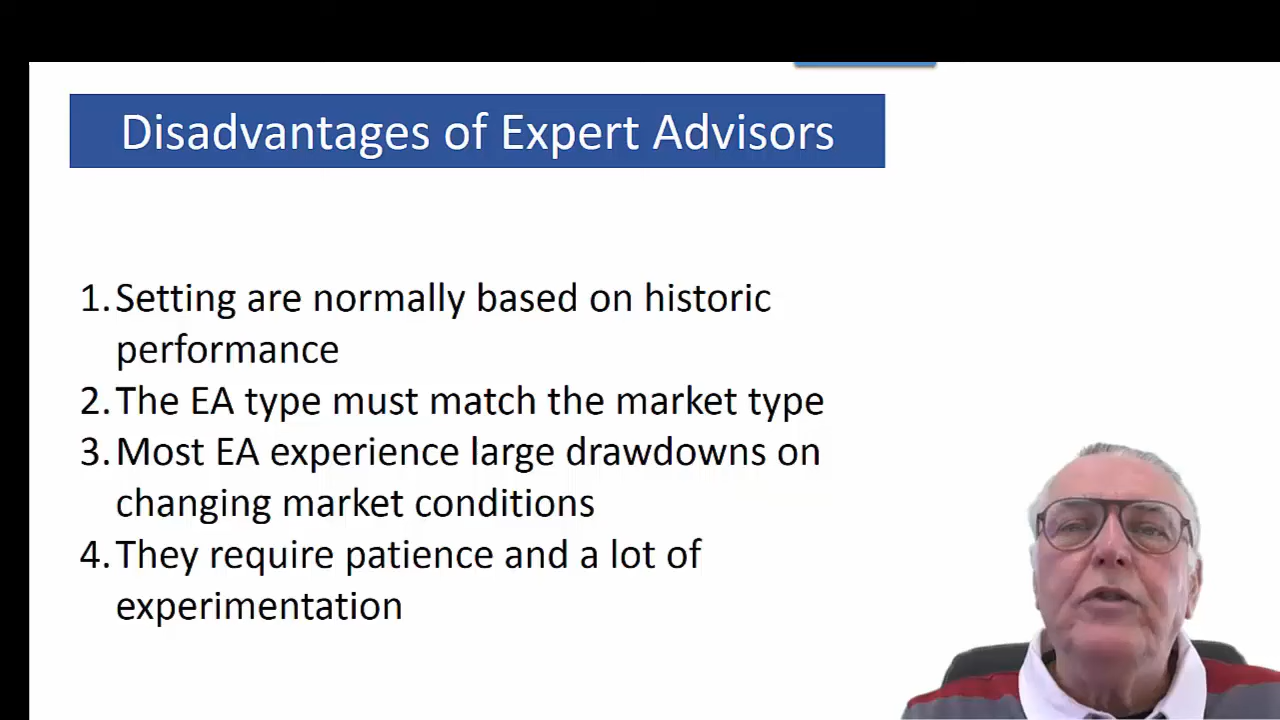 Disadvantages of Expert Advisors
1. Setting are normally based on historic
performance
2. The EA type must match the market type
3. Most EA experience large drawdowns on
changing market conditions
4. They require patience and a lot of
experimentation